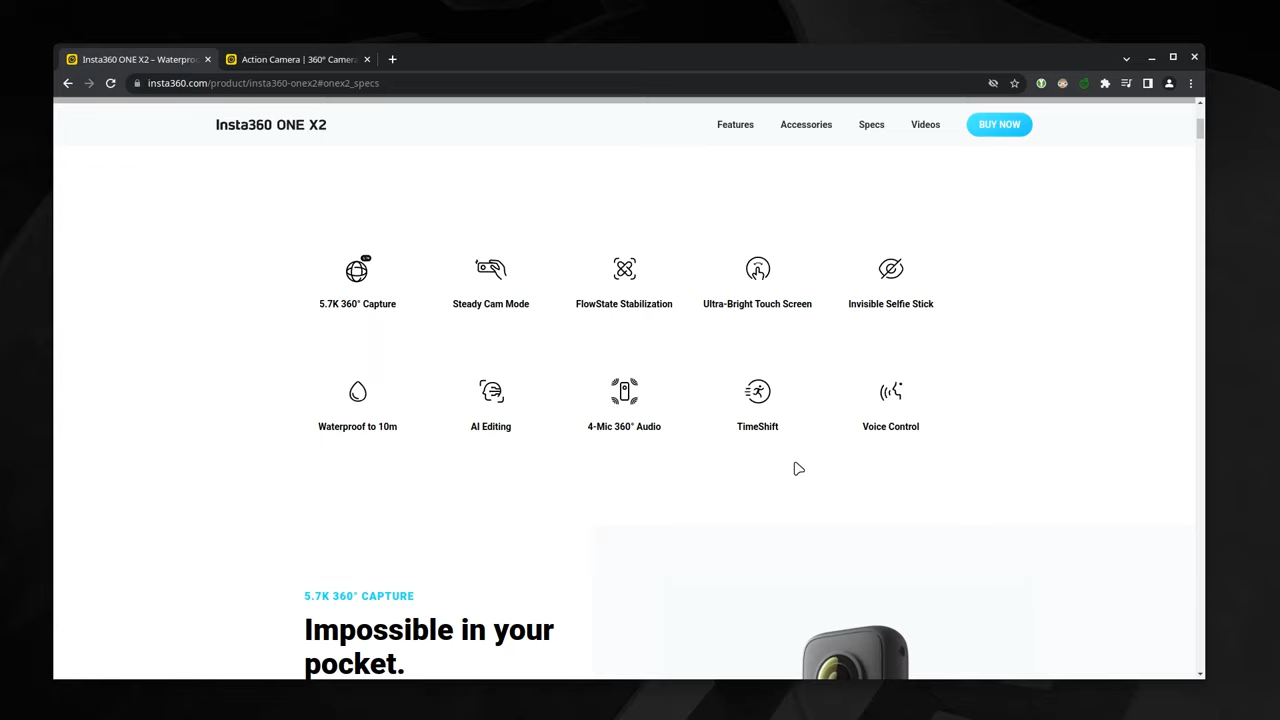 Insta360 ONE X2 – Waterpro
Action Camera | 360° Camera
insta360.com/product/insta360-onex2#onex2_specs
Insta360 ONE X2
Features
Accessories
Specs
Videos
BUY NOW
5.7K 360° Capture
Steady Cam Mode
FlowState Stabilization
Ultra-Bright Touch Screen
Invisible Selfie Stick
Waterproof to 10m
AI Editing
4-Mic 360° Audio
TimeShift
Voice Control
5.7K 360° CAPTURE
Impossible in your
pocket.